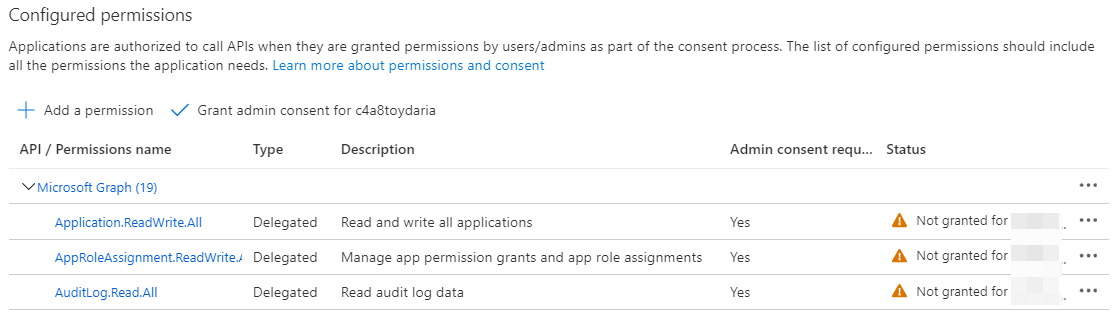 Configured permissions
Applications are authorized to call APIs when they are granted permissions by users/admins as part of the consent process. The list of configured permissions should include
all the permissions the application needs. Learn more about permissions and consent
Add a permission Grant admin consent for c4a8toydaria
API / Permissions name Type Description Admin consent requ... Status
Microsoft Graph (19) ...
Application.ReadWrite.All Delegated Read and write all applications Yes Not granted for ...
AppRoleAssignment.ReadWrite. Delegated Manage app permission grants and app role assignments Yes Not granted for ...
AuditLog.Read.All Delegated Read audit log data Yes Not granted for ...